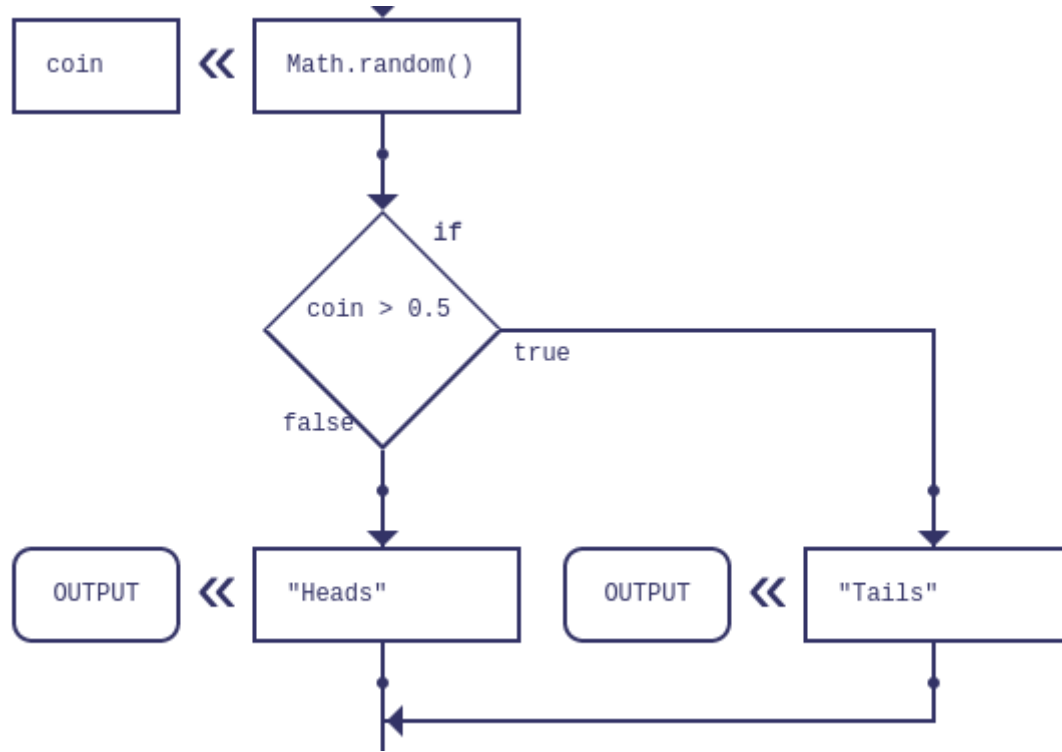 coin « Math.random()
if
coin > 0.5
true
false
OUTPUT « "Heads" OUTPUT « "Tails"